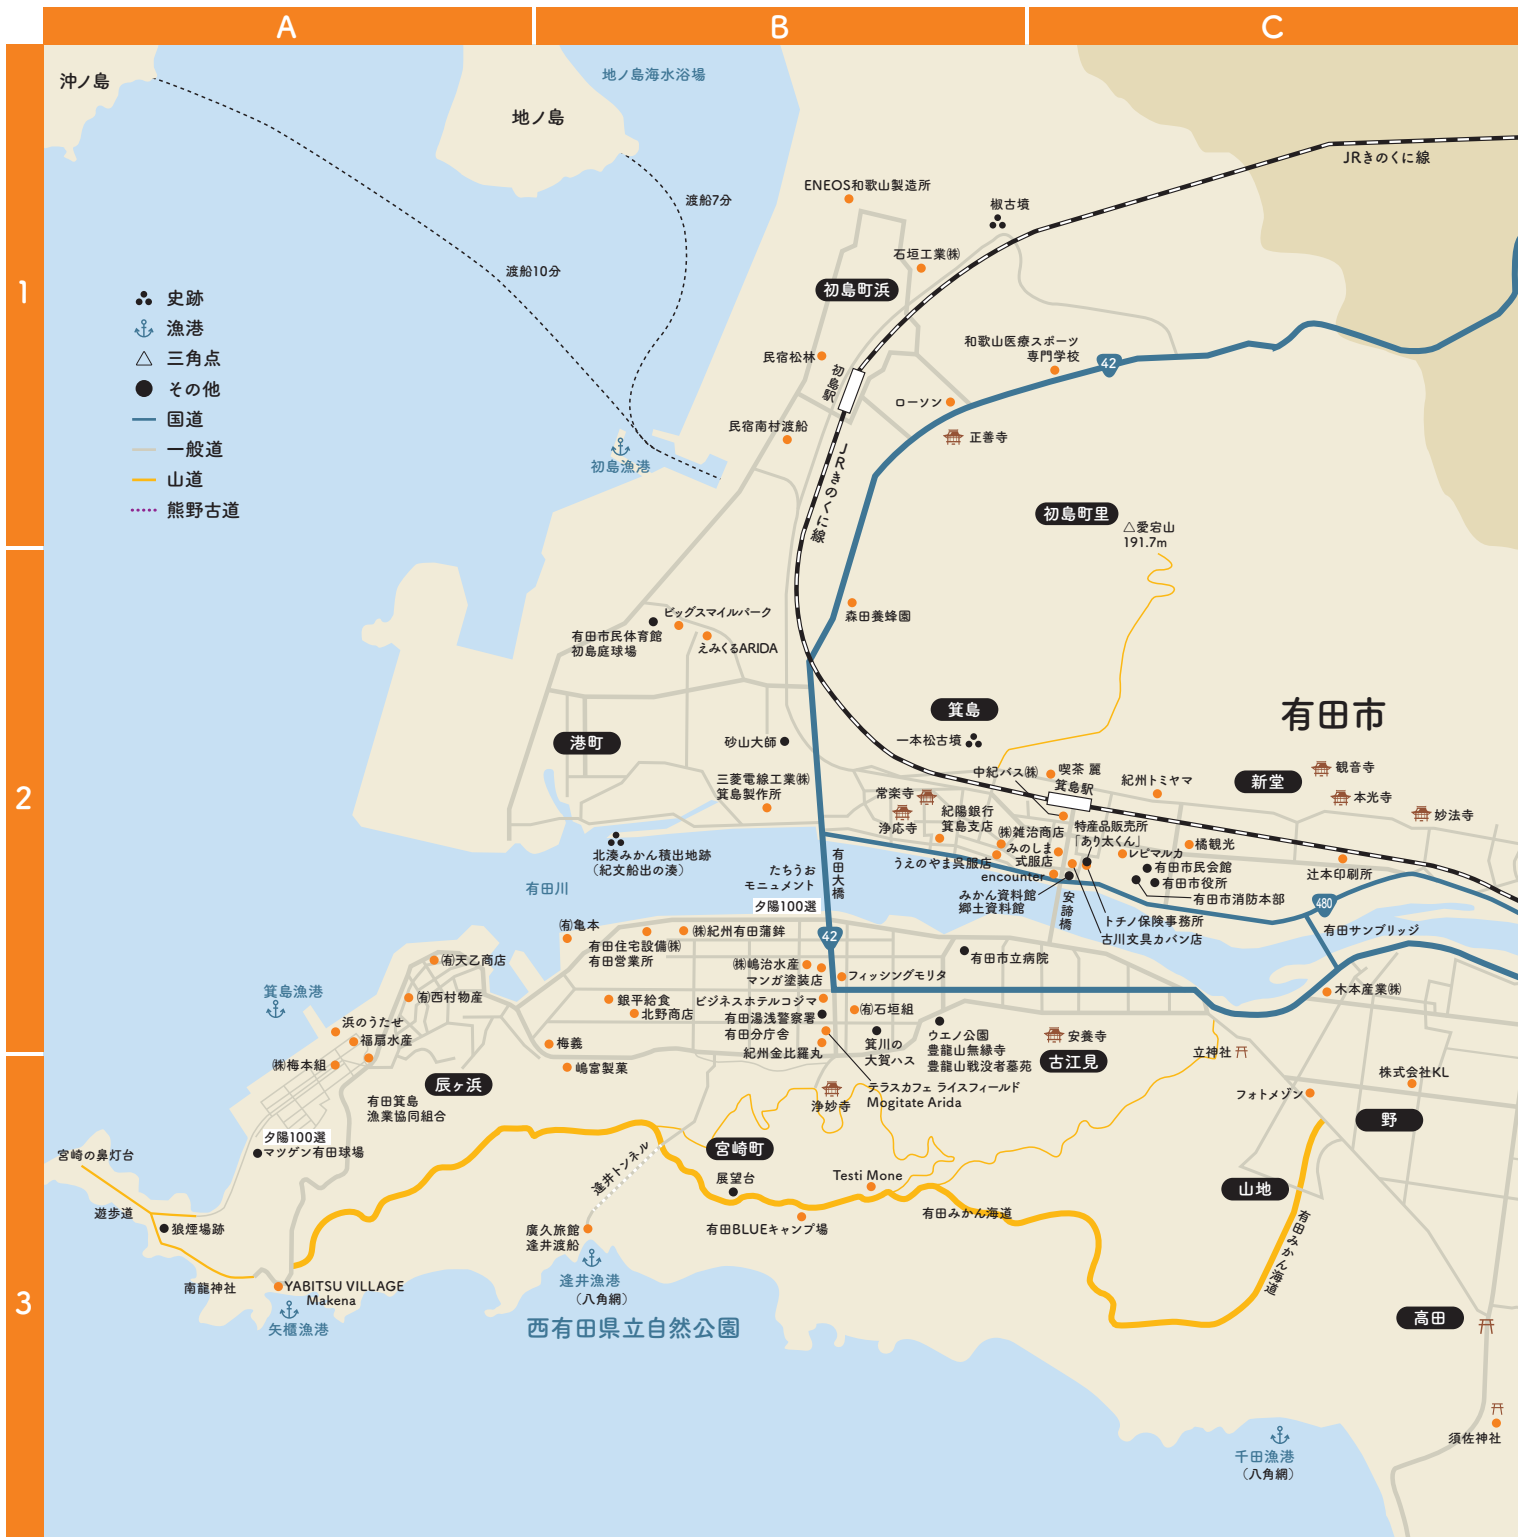 A
B
C
1
2
3
沖ノ島
地ノ島
地ノ島海水浴場
渡船7分
渡船10分
史跡
漁港
三角点
その他
国道
一般道
山道
熊野古道
ENEOS和歌山製造所
椒古墳
JRきのくに線
石垣工業㈱
初島町浜
民宿松林
初島駅
和歌山医療スポーツ
専門学校
42
ローソン
正善寺
民宿南村渡船
JRきのくに線
初島漁港
初島町里
△愛宕山
191.7m
ビッグスマイルパーク
有田市民体育館
初島庭球場
えみくるARIDA
森田養蜂園
箕島
有田市
港町
砂山大師
一本松古墳
中紀バス㈱
喫茶 麗
箕島駅
紀州トミヤマ
新堂
観音寺
本光寺
妙法寺
三菱電線工業㈱
箕島製作所
常楽寺
浄応寺
紀陽銀行
箕島支店
㈱雑治商店
みのしま
式服店
特産品販売所
「あり太くん」
レピマルカ
橘観光
うえのやま呉服店
encounter
有田市民会館
有田市役所
有田市消防本部
辻本印刷所
みかん資料館
郷土資料館
安諦橋
トチノ保険事務所
古川文具カバン店
480
有田サンブリッジ
北湊みかん積出地跡
(紀文船出の湊)
有田川
たちうお
モニュメント
有田大橋
夕陽100選
42
㈲亀本
有田住宅設備㈱
有田営業所
㈱紀州有田蒲鉾
㈱嶋治水産
マンガ塗装店
フィッシングモリタ
有田市立病院
木本産業㈱
㈲天乙商店
㈲西村物産
箕島漁港
浜のうたせ
福扇水産
㈱梅本組
銀平給食
北野商店
ビジネスホテルコジマ
有田湯浅警察署
有田分庁舎
紀州金比羅丸
㈲石垣組
箕川の
大賀ハス
ウエノ公園
豊龍山無縁寺
豊龍山戦没者墓苑
安養寺
古江見
立神社
梅義
嶋富製菓
テラスカフェ ライスフィールド
Mogitate Arida
浄妙寺
株式会社KL
フォトメゾン
野
辰ヶ浜
有田箕島
漁業協同組合
夕陽100選
マツゲン有田球場
宮崎の鼻灯台
遊歩道
狼煙場跡
南龍神社
YABITSU VILLAGE
Makena
矢櫃漁港
逢井トンネル
宮崎町
展望台
Testi Mone
有田みかん海道
有田BLUEキャンプ場
廣久旅館
逢井渡船
逢井漁港
(八角網)
西有田県立自然公園
山地
有田みかん海道
高田
須佐神社
千田漁港
(八角網)